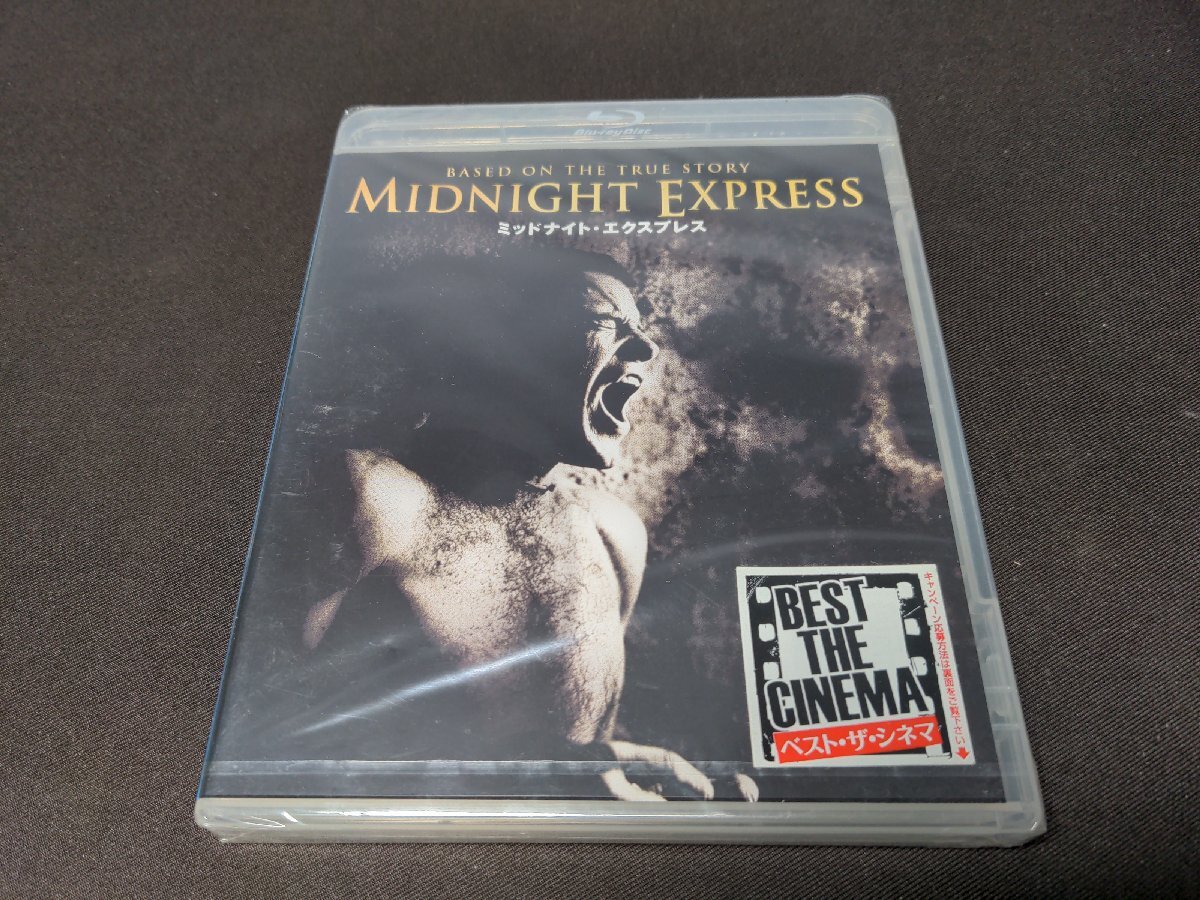 Blu-ray Disc
BASED ON THE TRUE STORY
MIDNIGHT EXPRESS
ミッドナイト・エクスプレス
BEST
THE
CINEMA
ベスト・ザ・シネマ
キャンペーン応募方法は裏面をご覧下さい